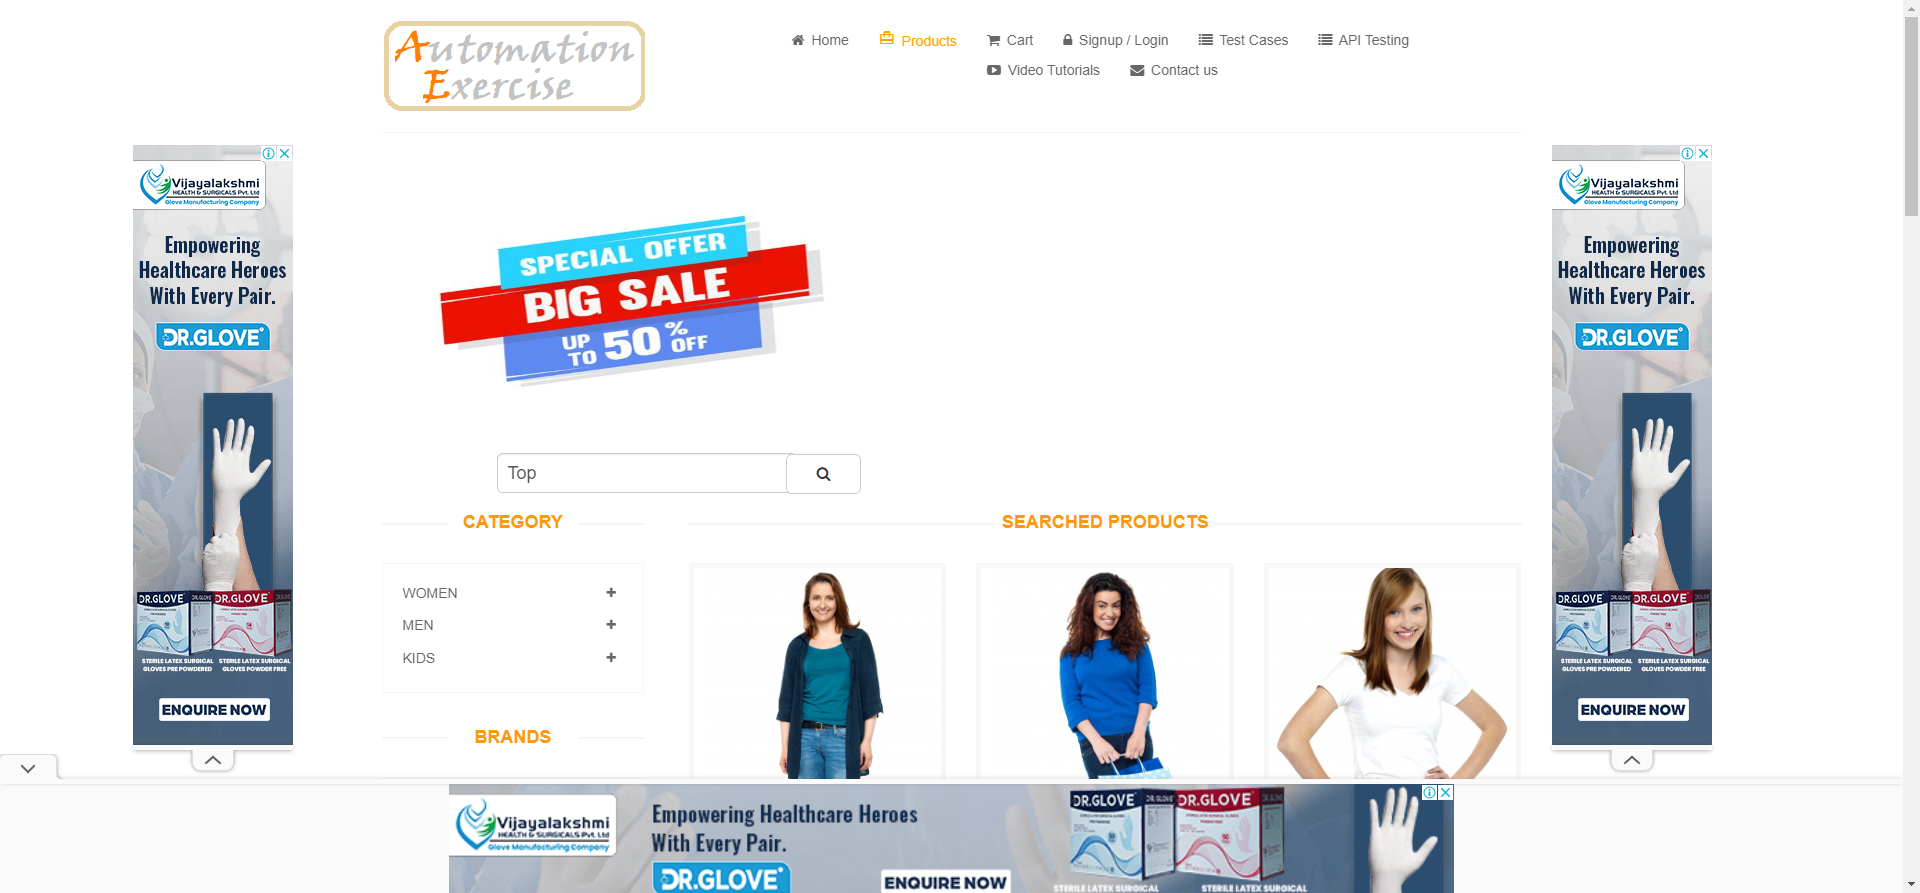 Automation
Exercise
Home
Products
Cart
Signup / Login
Test Cases
API Testing
Video Tutorials
Contact us
Vijayalakshmi
HEALTH & SURGICALS Pvt. Ltd
Glove Manufacturing Company
Empowering
Healthcare Heroes
With Every Pair.
DR.GLOVE
DR.GLOVE DR.GLOVE
STERILE LATEX SURGICAL STERILE LATEX SURGICAL
GLOVES PRE POWDERED GLOVES POWDER FREE
ENQUIRE NOW
SPECIAL OFFER
BIG SALE
UP TO 50% OFF
Top
CATEGORY
WOMEN
MEN
KIDS
BRANDS
SEARCHED PRODUCTS
Vijayalakshmi
HEALTH & SURGICALS Pvt. Ltd
Glove Manufacturing Company
Empowering
Healthcare Heroes
With Every Pair.
DR.GLOVE
DR.GLOVE DR.GLOVE
STERILE LATEX SURGICAL STERILE LATEX SURGICAL
GLOVES PRE POWDERED GLOVES POWDER FREE
ENQUIRE NOW
Vijayalakshmi
HEALTH & SURGICALS Pvt. Ltd
Glove Manufacturing Company
Empowering Healthcare Heroes
With Every Pair.
DR.GLOVE
ENQUIRE NOW
DR.GLOVE DR.GLOVE DR.GLOVE
STERILE LATEX SURGICAL STERILE LATEX SURGICAL